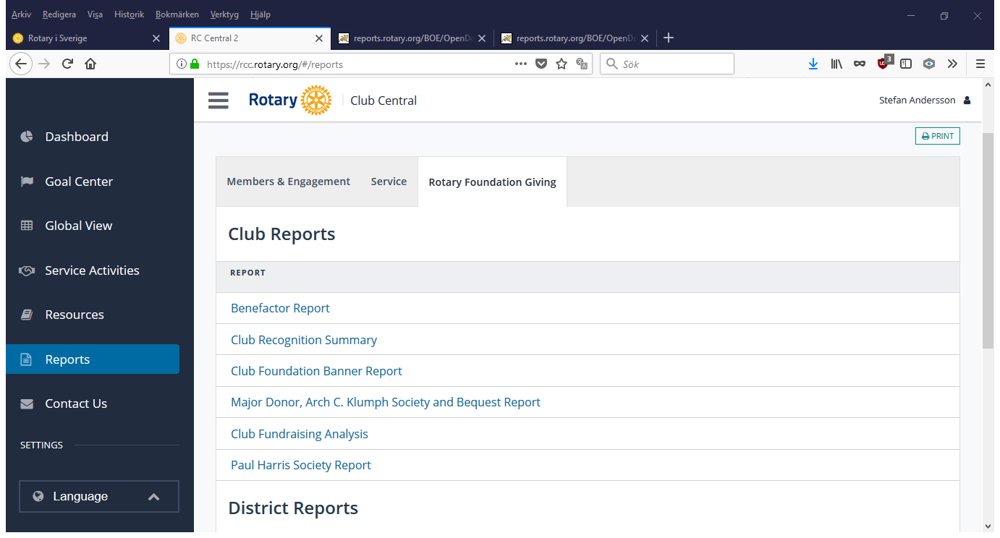 Arkiv Redigera Visa Historik Bokmärken Verktyg Hjälp
Rotary i Sverige RC Central 2 reports.rotary.org/BOE/OpenDo reports.rotary.org/BOE/OpenDo
https://rcc.rotary.org/#/reports Sök 3
Rotary Club Central Stefan Andersson
PRINT
Dashboard
Goal Center
Global View
Service Activities
Resources
Reports
Contact Us
SETTINGS
Language
Members & Engagement Service Rotary Foundation Giving
Club Reports
REPORT
Benefactor Report
Club Recognition Summary
Club Foundation Banner Report
Major Donor, Arch C. Klumph Society and Bequest Report
Club Fundraising Analysis
Paul Harris Society Report
District Reports